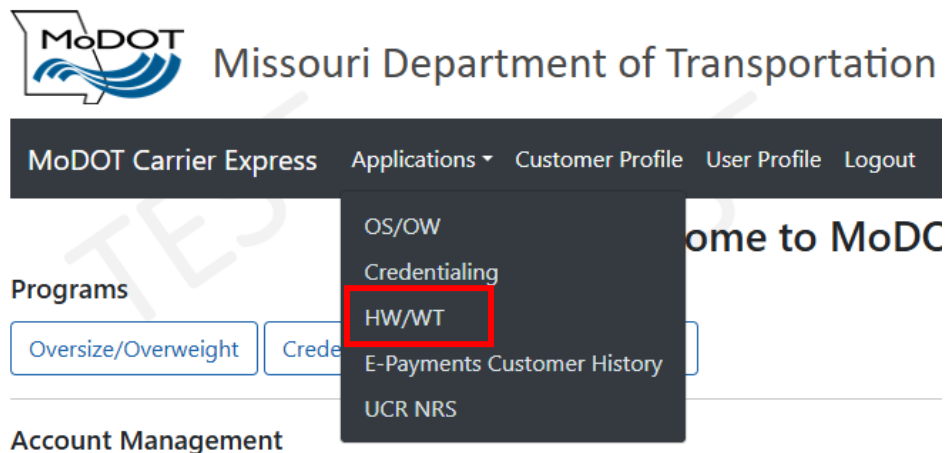 MoDOT
Missouri Department of Transportation
MoDOT Carrier Express Applications Customer Profile User Profile Logout
OS/OW
Credentialing
HW/WT
E-Payments Customer History
UCR NRS
ome to MoDO
Programs
Oversize/Overweight Crede
Account Management
TEST